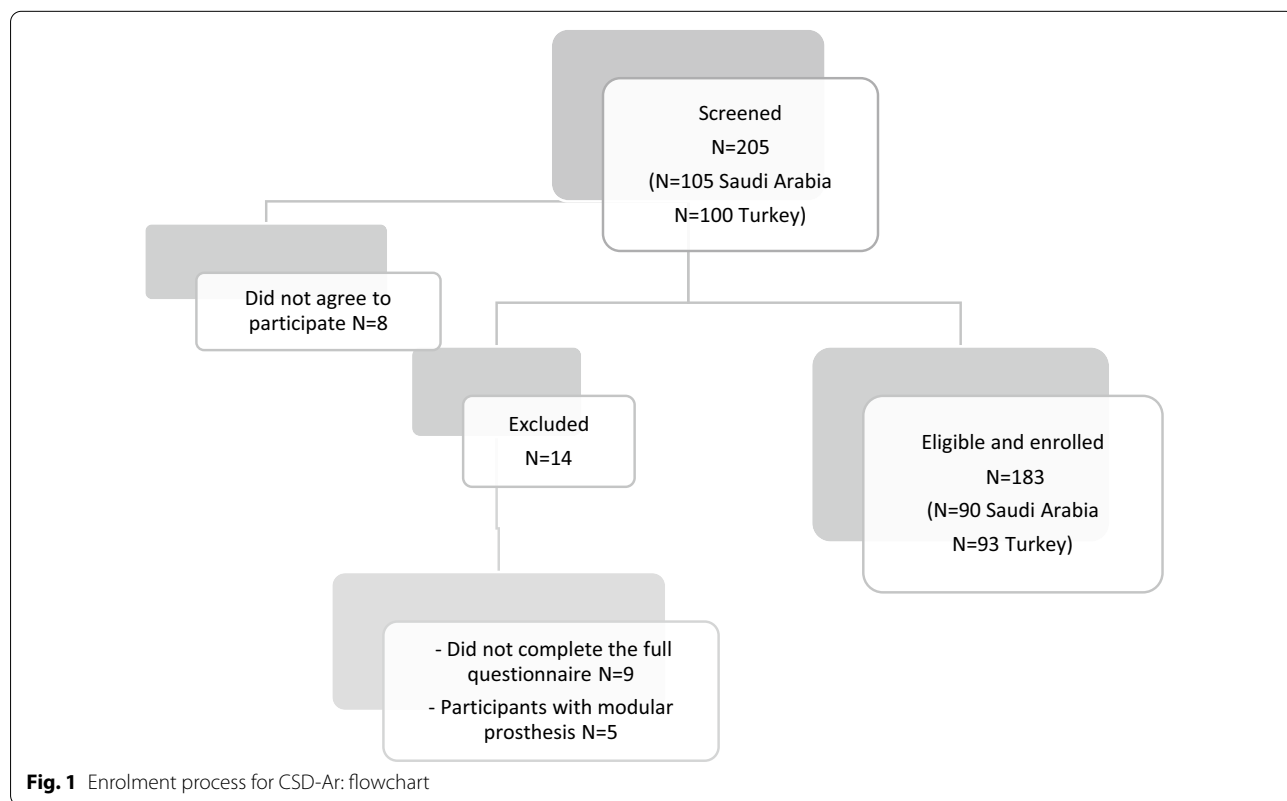 Screened
N=205
(N=105 Saudi Arabia
N=100 Turkey)
Did not agree to
participate N=8
Excluded
N=14
Eligible and enrolled
N=183
(N=90 Saudi Arabia
N=93 Turkey)
- Did not complete the full
questionnaire N=9
- Participants with modular
prosthesis N=5
Fig. 1 Enrolment process for CSD-Ar: flowchart